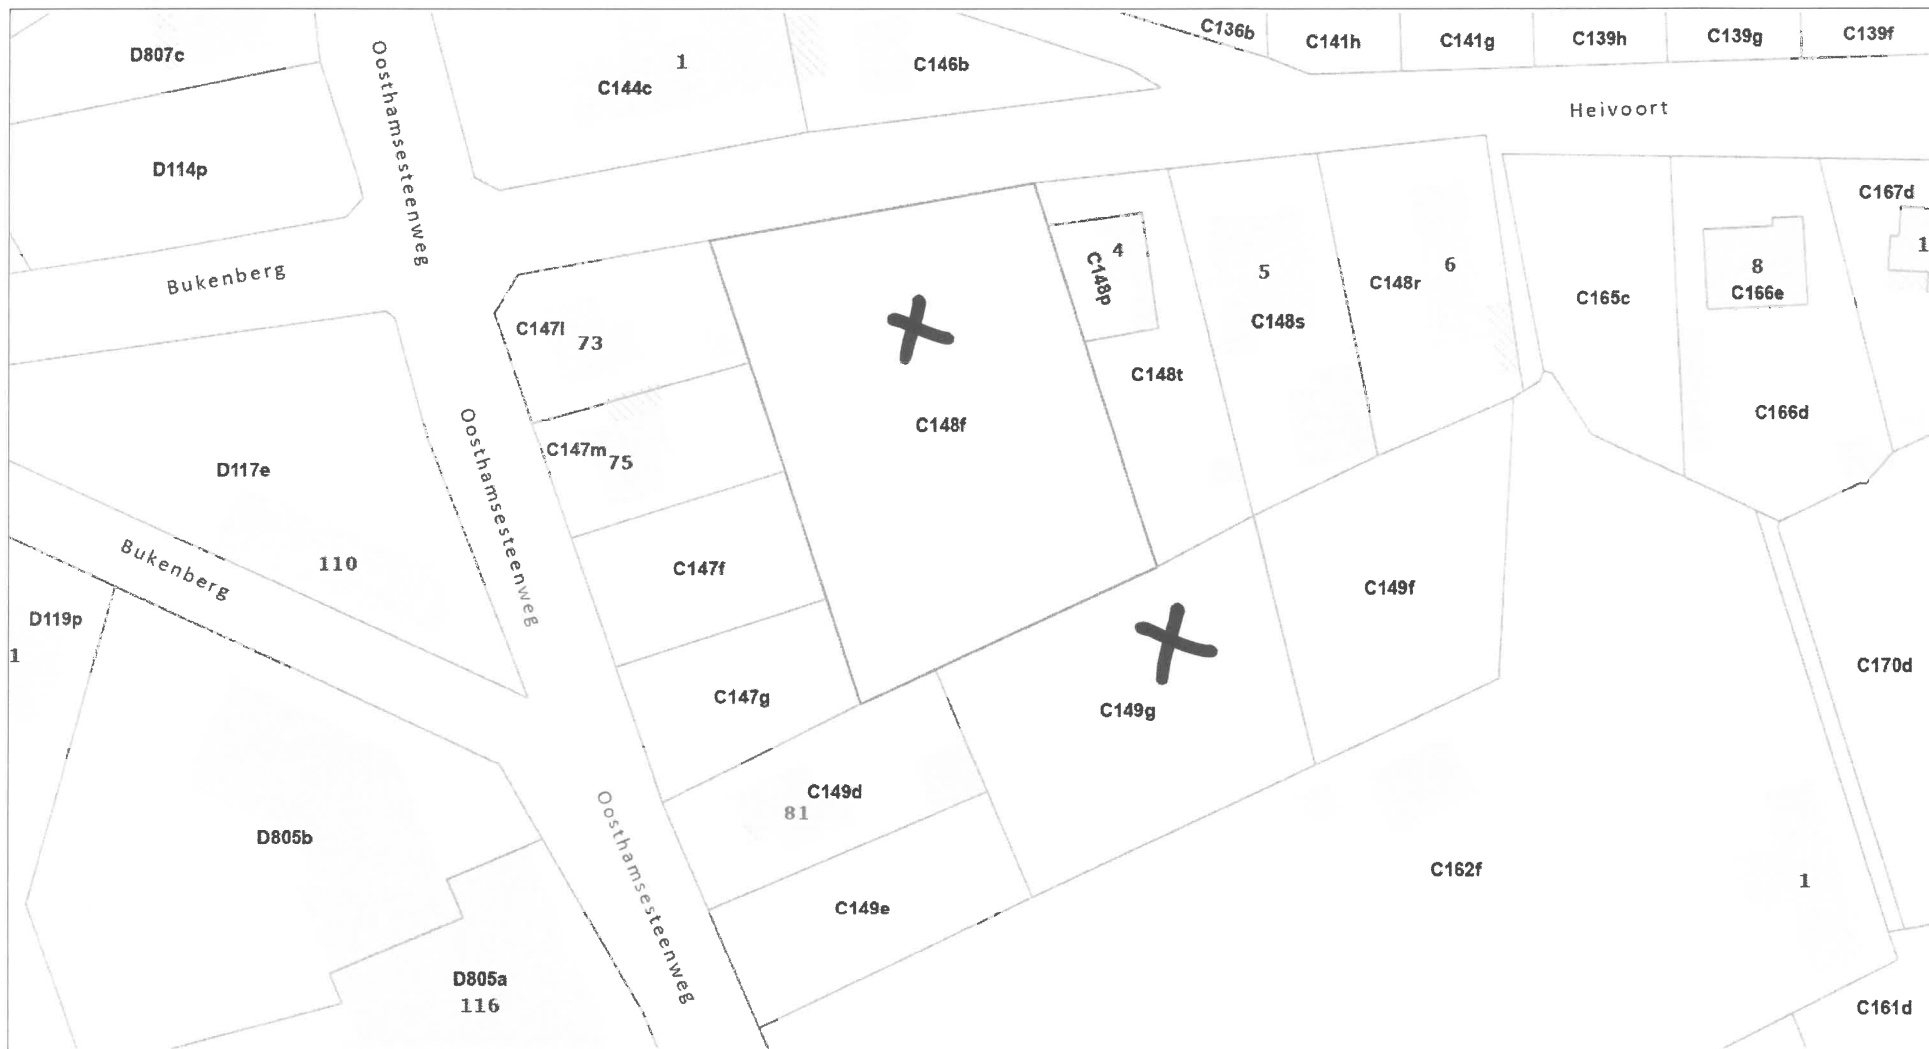 C136b
C141h
C141g
C139h
C139g
C139f
D807c
C144c
1
C146b
Heivoort
Oosthamsesteenweg
D114p
C167d
Bukenberg
4
C148p
5
C148s
C148r
6
C165c
8
C166e
1
C147l
73
C148f
C148t
C166d
C147m
75
D117e
Oosthamsesteenweg
110
Bukenberg
C147f
C149f
D119p
1
C170d
C147g
C149g
C149d
81
Oosthamsesteenweg
D805b
C162f
1
C149e
D805a
116
C161d